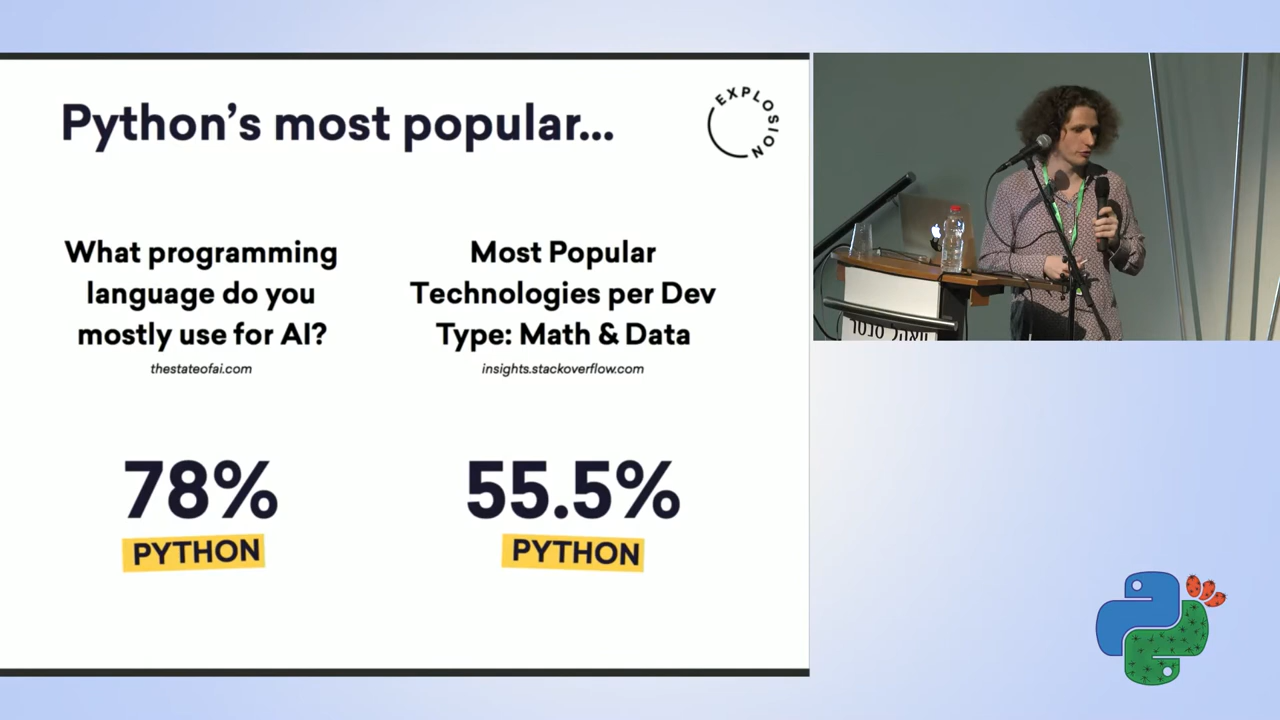 Python’s most popular...
EXPLOSION
What programming
language do you
mostly use for AI?
thestateofai.com
78%
PYTHON
Most Popular
Technologies per Dev
Type: Math & Data
insights.stackoverflow.com
55.5%
PYTHON